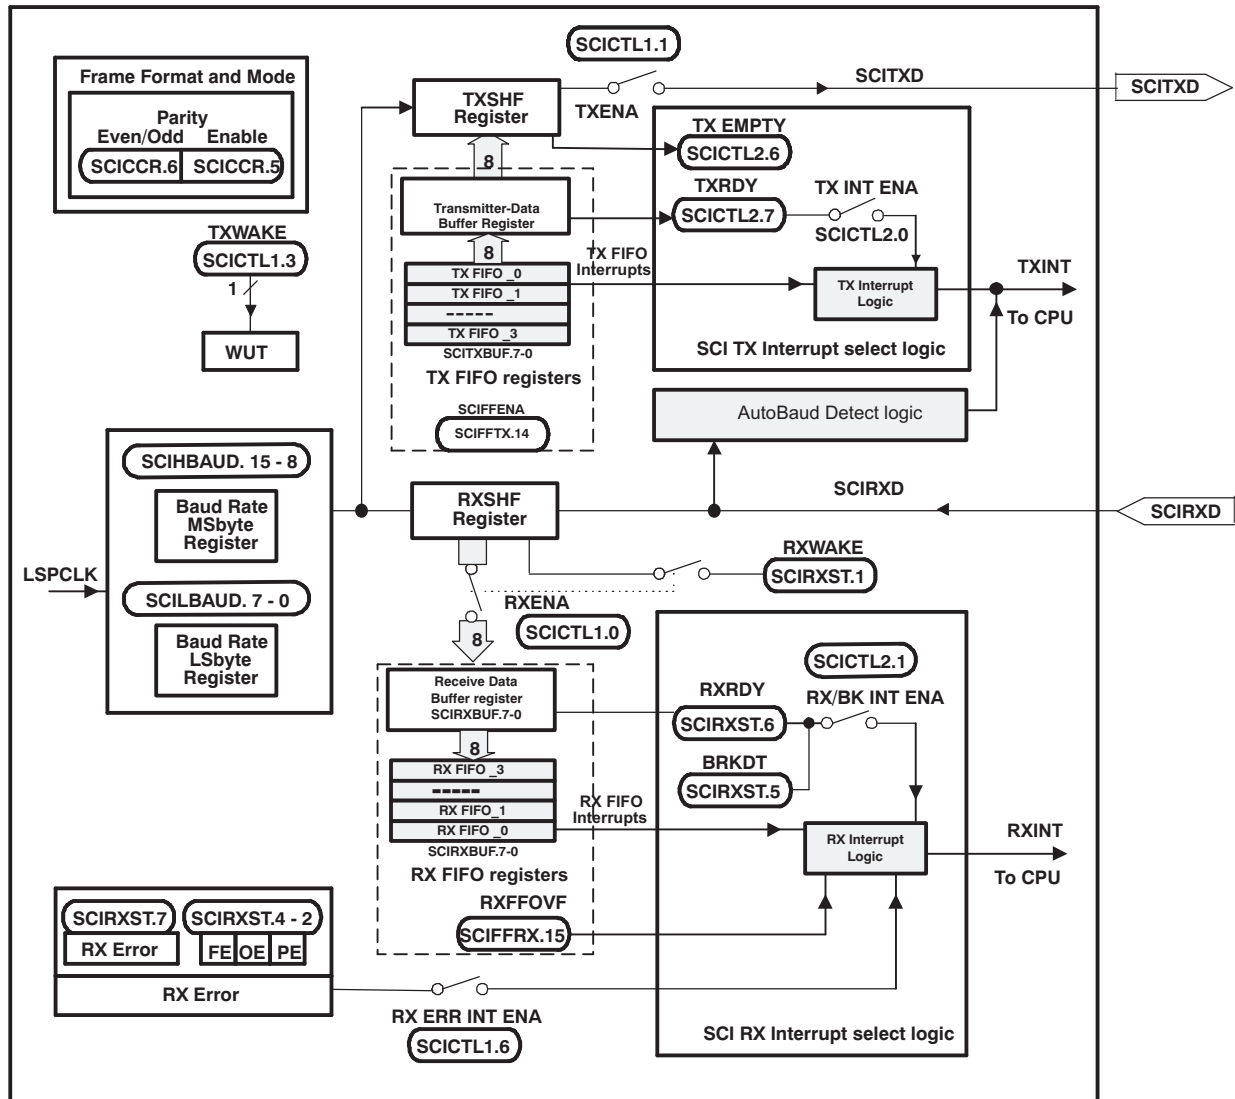 SCICTL1.1
Frame Format and Mode
Parity
Even/Odd Enable
SCICCR.6 SCICCR.5
TXSHF
Register
TXENA
SCITXD
SCITXD
TX EMPTY
SCICTL2.6
TXRDY
SCICTL2.7
TX INT ENA
SCICTL2.0
8
Transmitter-Data
Buffer Register
8
TX FIFO
Interrupts
TX FIFO _0
TX FIFO _1
-----
TX FIFO _3
SCITXBUF.7-0
TX FIFO registers
SCIFFENA
SCIFFTX.14
TX Interrupt
Logic
TXINT
To CPU
SCI TX Interrupt select logic
TXWAKE
SCICTL1.3
1
WUT
AutoBaud Detect logic
SCIHBAUD. 15 - 8
Baud Rate
MSbyte
Register
LSPCLK
SCILBAUD. 7 - 0
Baud Rate
LSbyte
Register
RXSHF
Register
SCIRXD
SCIRXD
RXWAKE
SCIRXST.1
RXENA
SCICTL1.0
8
Receive Data
Buffer register
SCIRXBUF.7-0
8
RX FIFO _3
-----
RX FIFO_1
RX FIFO _0
SCIRXBUF.7-0
RX FIFO registers
RX FIFO
Interrupts
RXFFOVF
SCIFFRX.15
SCICTL2.1
RXRDY
RX/BK INT ENA
SCIRXST.6
BRKDT
SCIRXST.5
RX Interrupt
Logic
RXINT
To CPU
SCI RX Interrupt select logic
SCIRXST.7 SCIRXST.4 - 2
RX Error FE OE PE
RX Error
RX ERR INT ENA
SCICTL1.6